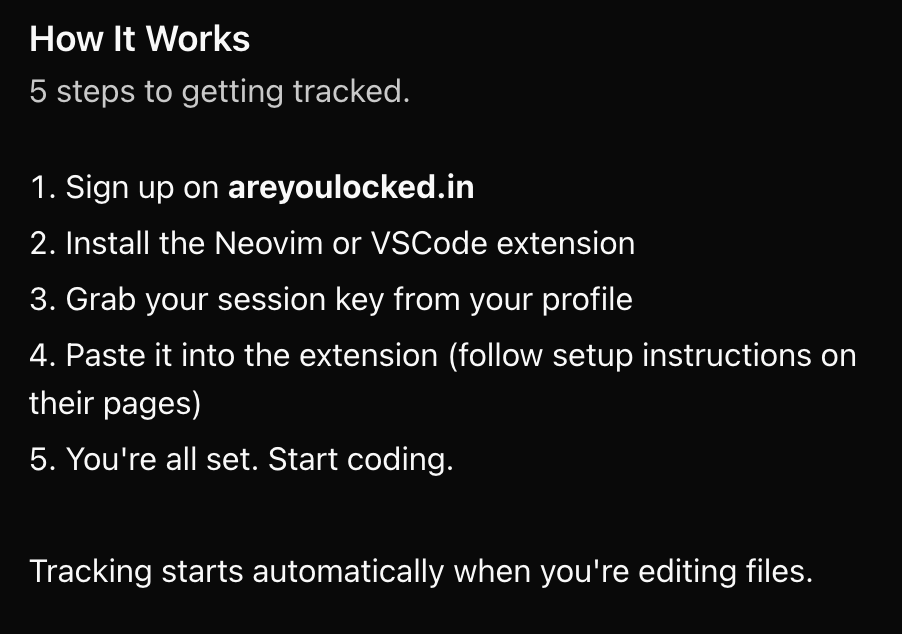 How It Works
5 steps to getting tracked.
1. Sign up on areyoulocked.in
2. Install the Neovim or VSCode extension
3. Grab your session key from your profile
4. Paste it into the extension (follow setup instructions on
their pages)
5. You're all set. Start coding.
Tracking starts automatically when you're editing files.